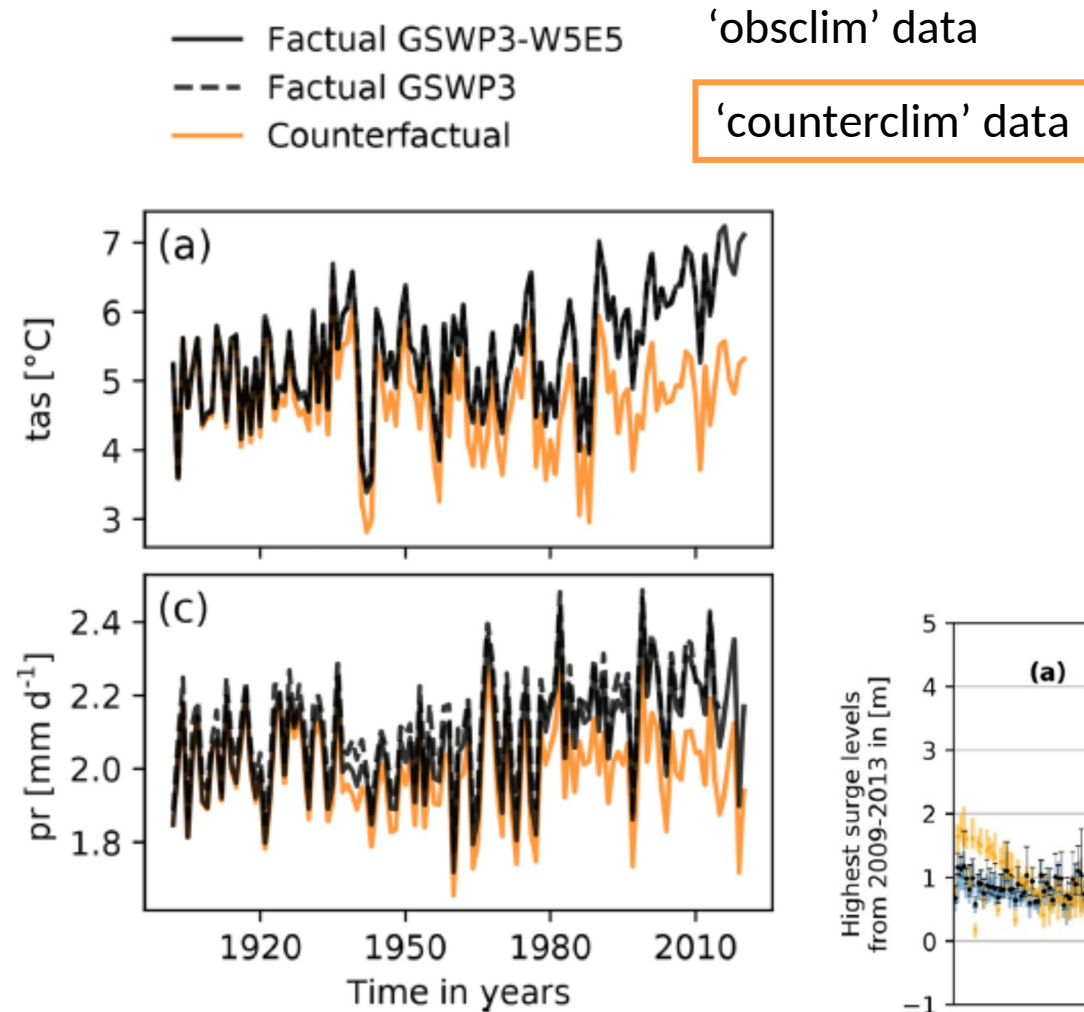 Factual GSWP3-W5E5
Factual GSWP3
Counterfactual
‘obsclim’ data
‘counterclim’ data
(a)
tas [°C]
7
6
5
4
3
(c)
pr [mm d⁻¹]
2.4
2.2
2.0
1.8
1920 1950 1980 2010
Time in years
(a)
Highest surge levels
from 2009-2013 in [m]
5
4
3
2
1
0
−1